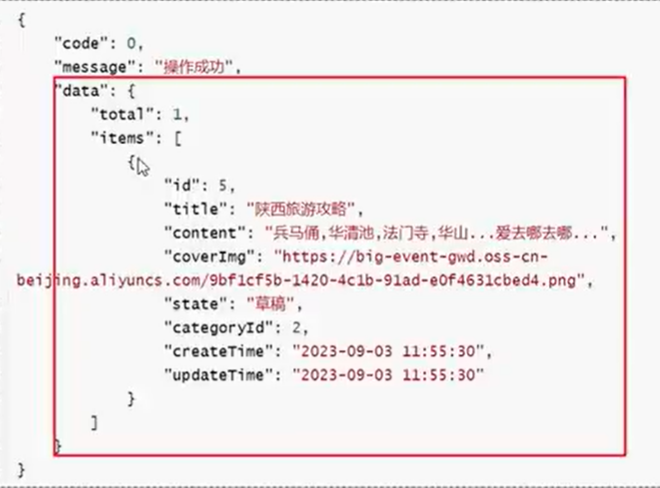 {
    "code": 0,
    "message": "操作成功",
    "data": {
        "total": 1,
        "items": [
            {
                "id": 5,
                "title": "陕西旅游攻略",
                "content": "兵马俑,华清池,法门寺,华山...爱去哪去哪...",
                "coverImg": "https://big-event-gwd.oss-cn-
beijing.aliyuncs.com/9bf1cf5b-1420-4c1b-91ad-e0f4631cbed4.png",
                "state": "草稿",
                "categoryId": 2,
                "createTime": "2023-09-03 11:55:30",
                "updateTime": "2023-09-03 11:55:30"
            }
        ]
    }
}